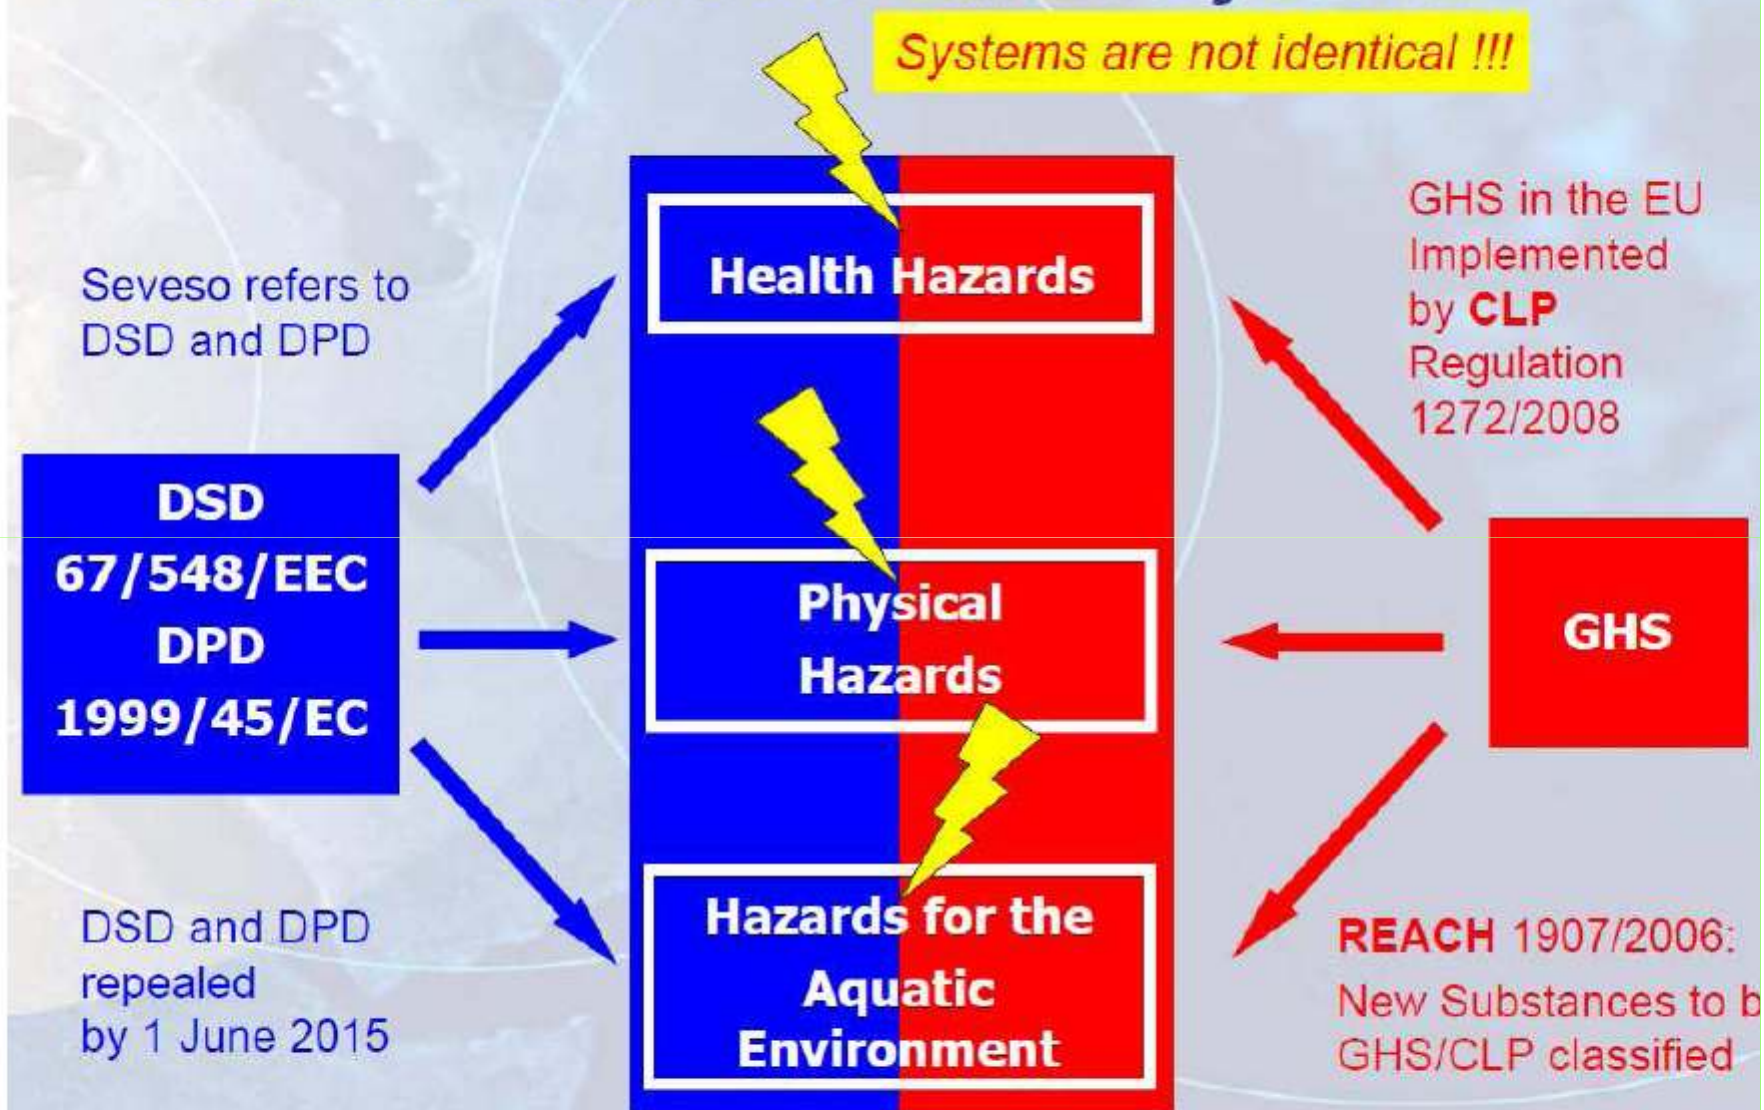 Systems are not identical !!!
Seveso refers to
DSD and DPD
DSD
67/548/EEC
DPD
1999/45/EC
DSD and DPD
repealed
by 1 June 2015
Health Hazards
Physical
Hazards
Hazards for the
Aquatic
Environment
GHS in the EU
Implemented
by CLP
Regulation
1272/2008
GHS
REACH 1907/2006:
New Substances to b
GHS/CLP classified